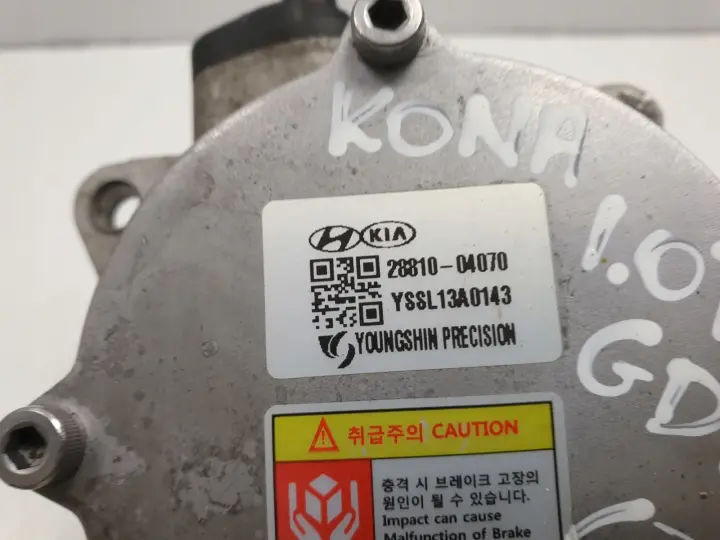 KONA
1.0
GD
KIA
28810-04070
YSSL13A0143
YOUNGSHIN PRECISION
취급주의 CAUTION
충격 시 브레이크 고장의
원인이 될 수 있습니다.
Impact can cause
Malfunction of Brake